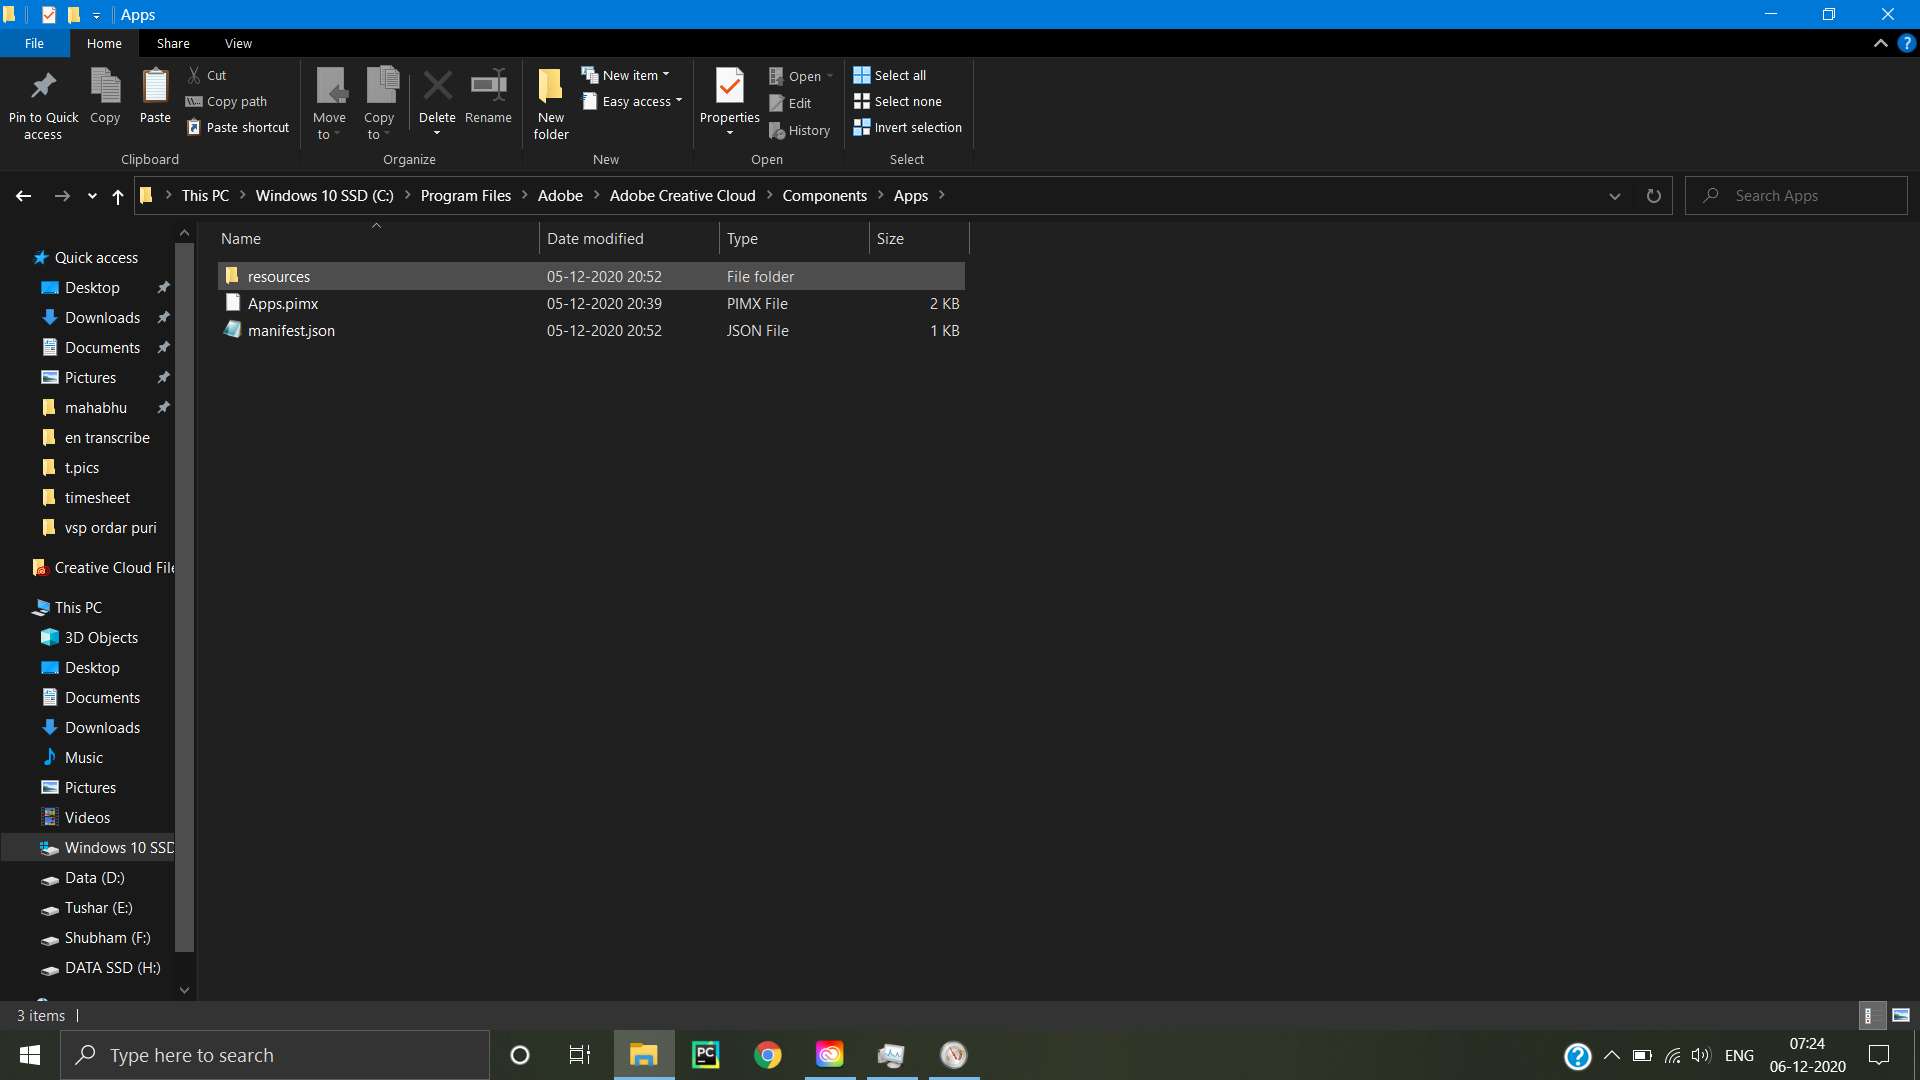 Apps
File Home Share View
Pin to Quick access
Copy
Paste
Cut
Copy path
Paste shortcut
Clipboard
Move to
Copy to
Delete
Rename
Organize
New folder
New item
Easy access
New
Properties
Open
Edit
History
Open
Select all
Select none
Invert selection
Select
This PC Windows 10 SSD (C:) Program Files Adobe Adobe Creative Cloud Components Apps
Search Apps
Quick access
Desktop
Downloads
Documents
Pictures
mahabhu
en transcribe
t.pics
timesheet
vsp ordar puri
Creative Cloud File
This PC
3D Objects
Desktop
Documents
Downloads
Music
Pictures
Videos
Windows 10 SSD
Data (D:)
Tushar (E:)
Shubham (F:)
DATA SSD (H:)
Name Date modified Type Size
resources 05-12-2020 20:52 File folder
Apps.pimx 05-12-2020 20:39 PIMX File 2 KB
manifest.json 05-12-2020 20:52 JSON File 1 KB
3 items
Type here to search
PC
ENG
07:24
06-12-2020